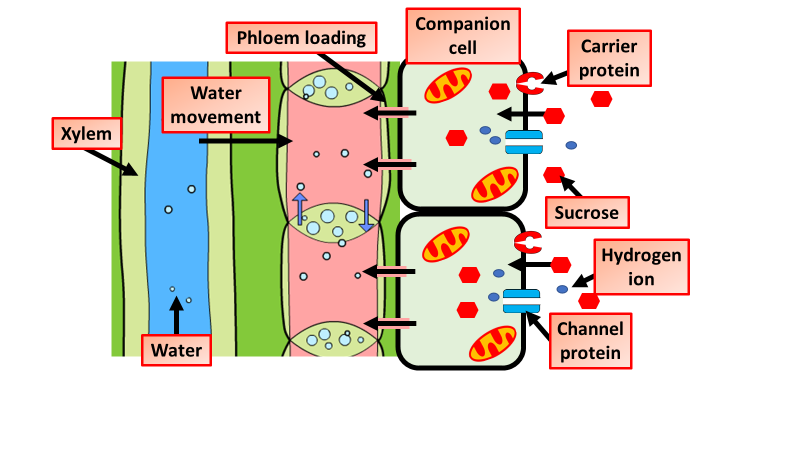 Companion
cell
Phloem loading
Carrier
protein
Water
movement
Xylem
Sucrose
Hydrogen
ion
Channel
protein
Water